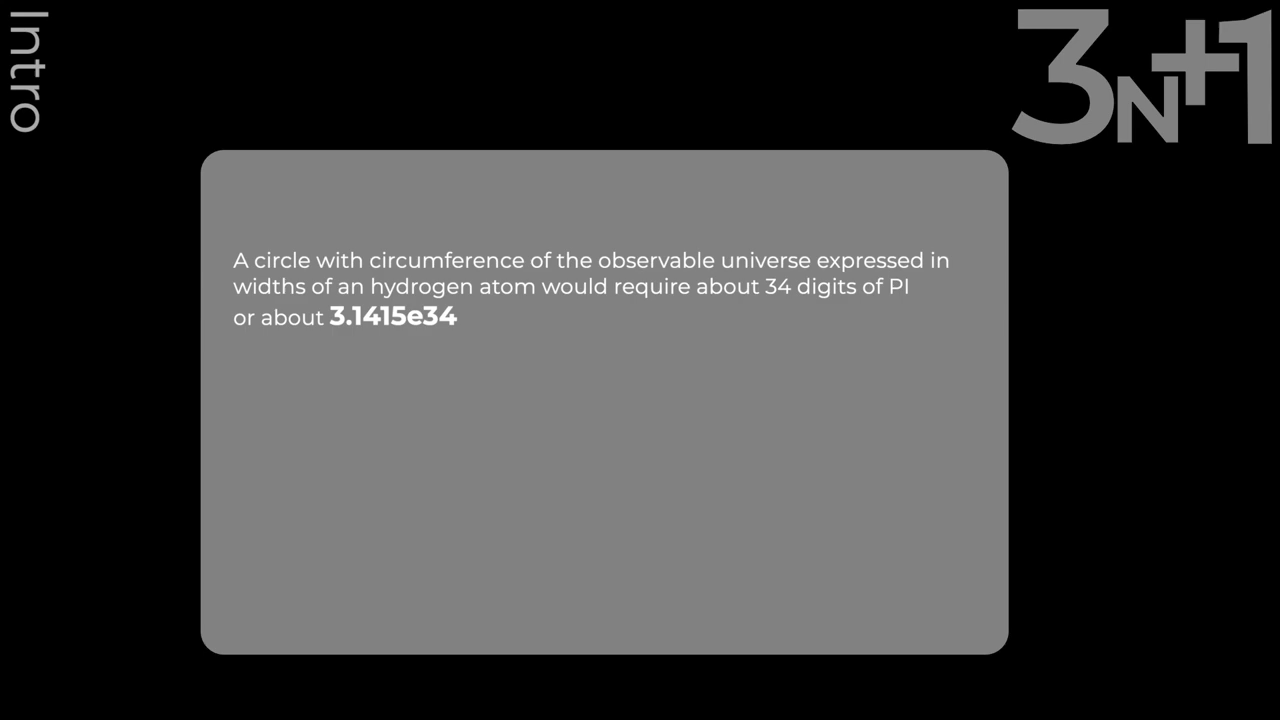 Intro
3N+1
A circle with circumference of the observable universe expressed in
widths of an hydrogen atom would require about 34 digits of PI
or about 3.1415e34